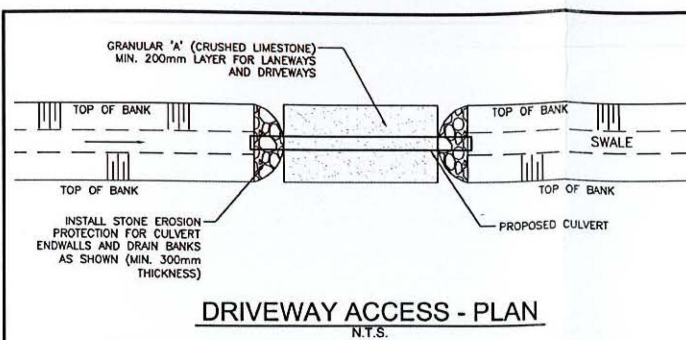 GRANULAR 'A' (CRUSHED LIMESTONE)
MIN. 200mm LAYER FOR LANEWAYS
AND DRIVEWAYS
TOP OF BANK
TOP OF BANK
SWALE
TOP OF BANK
TOP OF BANK
INSTALL STONE EROSION
PROTECTION FOR CULVERT
ENDWALLS AND DRAIN BANKS
AS SHOWN (MIN. 300mm
THICKNESS)
PROPOSED CULVERT
DRIVEWAY ACCESS - PLAN
N.T.S.